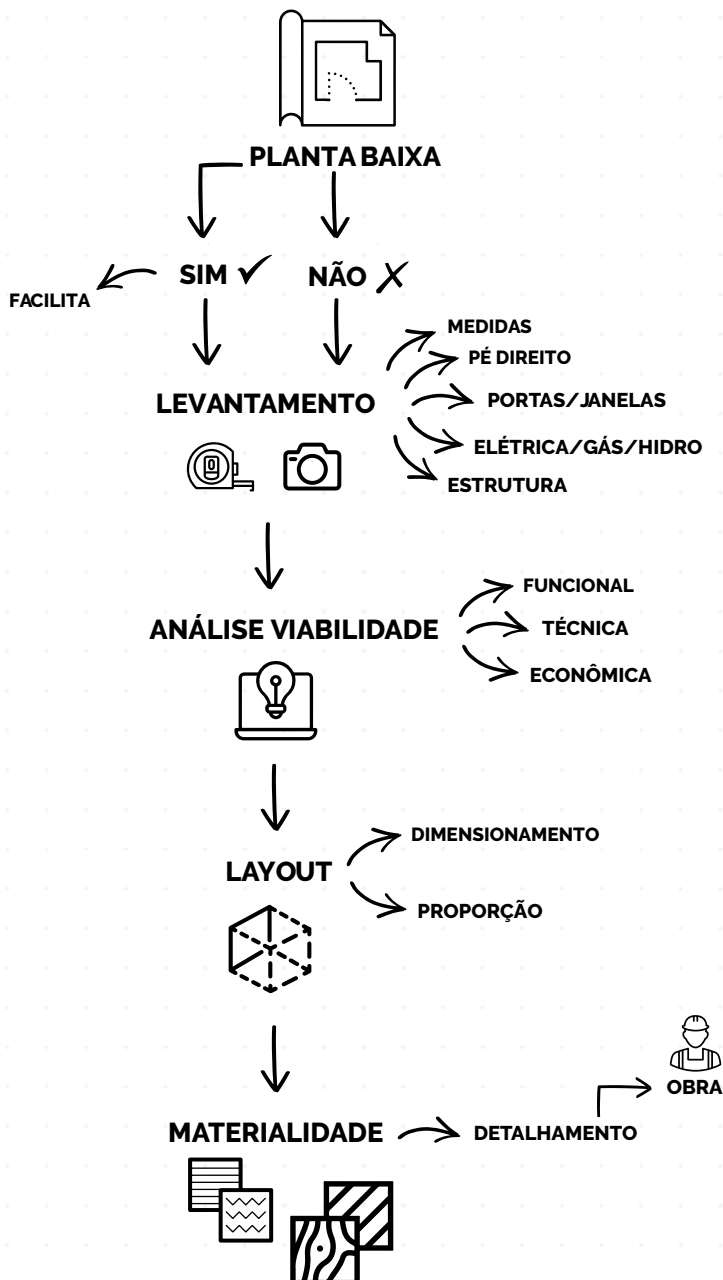 PLANTA BAIXA
SIM
NÃO
FACILITA
MEDIDAS
PÉ DIREITO
LEVANTAMENTO
PORTAS/JANELAS
ELÉTRICA/GÁS/HIDRO
ESTRUTURA
FUNCIONAL
ANÁLISE VIABILIDADE
TÉCNICA
ECONÔMICA
DIMENSIONAMENTO
LAYOUT
PROPORÇÃO
OBRA
MATERIALIDADE
DETALHAMENTO